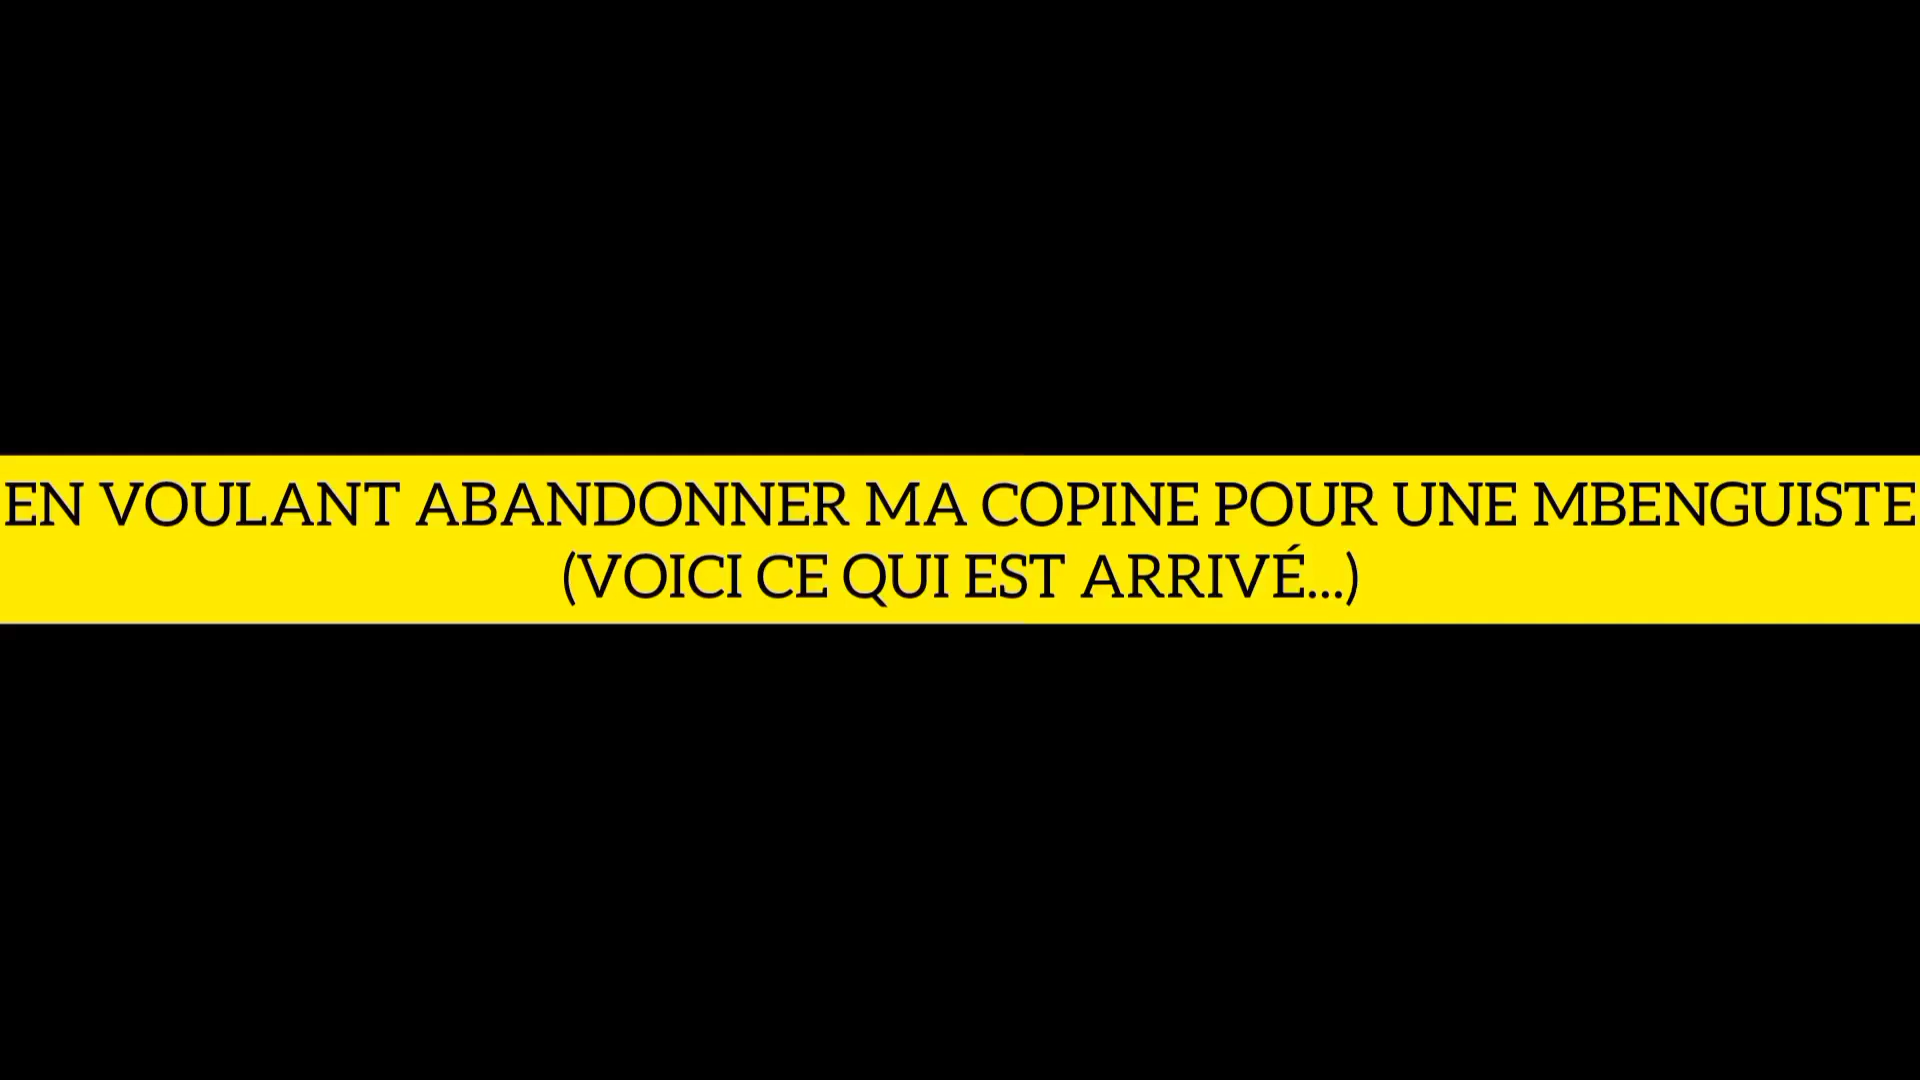 EN VOULANT ABANDONNER MA COPINE POUR UNE MBENGUISTE
(VOICI CE QUI EST ARRIVÉ...)